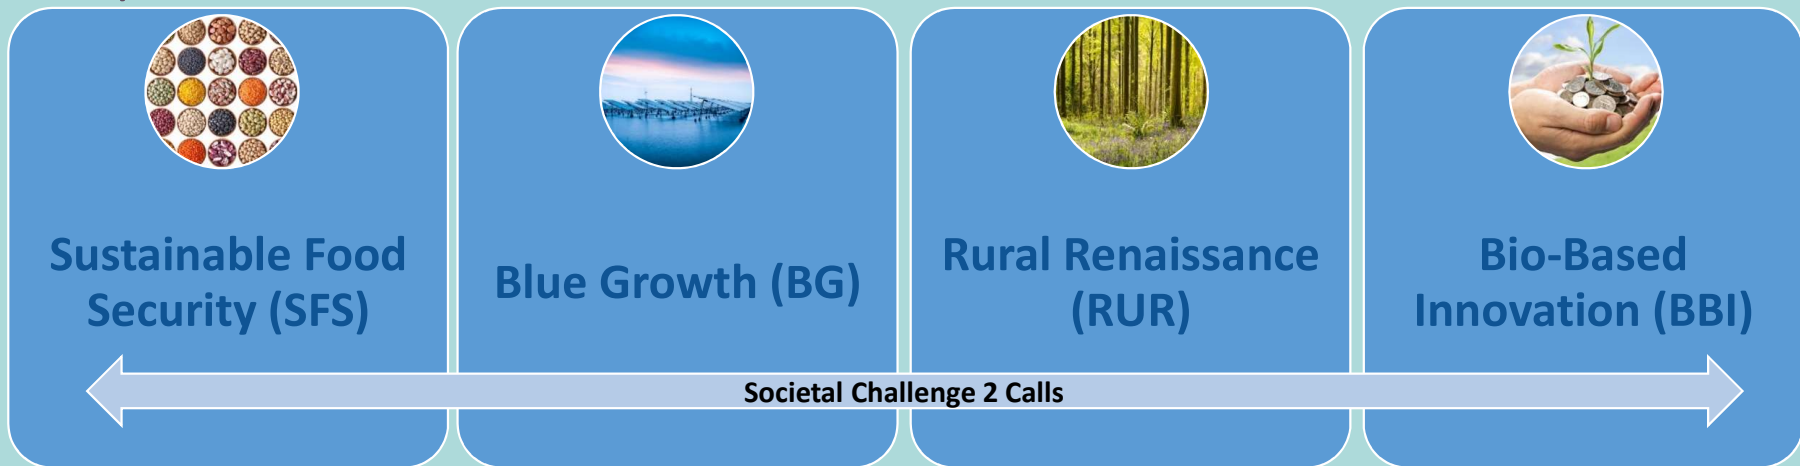 Sustainable Food
Security (SFS)
Blue Growth (BG)
Rural Renaissance
(RUR)
Bio-Based
Innovation (BBI)
Societal Challenge 2 Calls